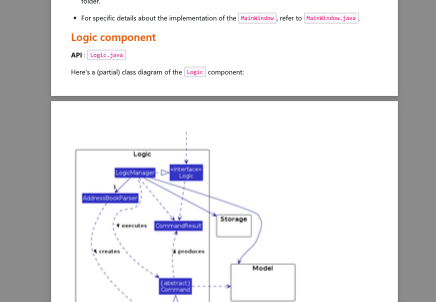 folder.
• For specific details about the implementation of the MainWindow, refer to MainWindow.java.
Logic component
API : Logic.java
Here's a (partial) class diagram of the Logic component:
Logic
LogicManager
<<interface>>
Logic
1
AddressBookParser
Storage
executes
CommandResult
creates
produces
Model
{abstract}
Command